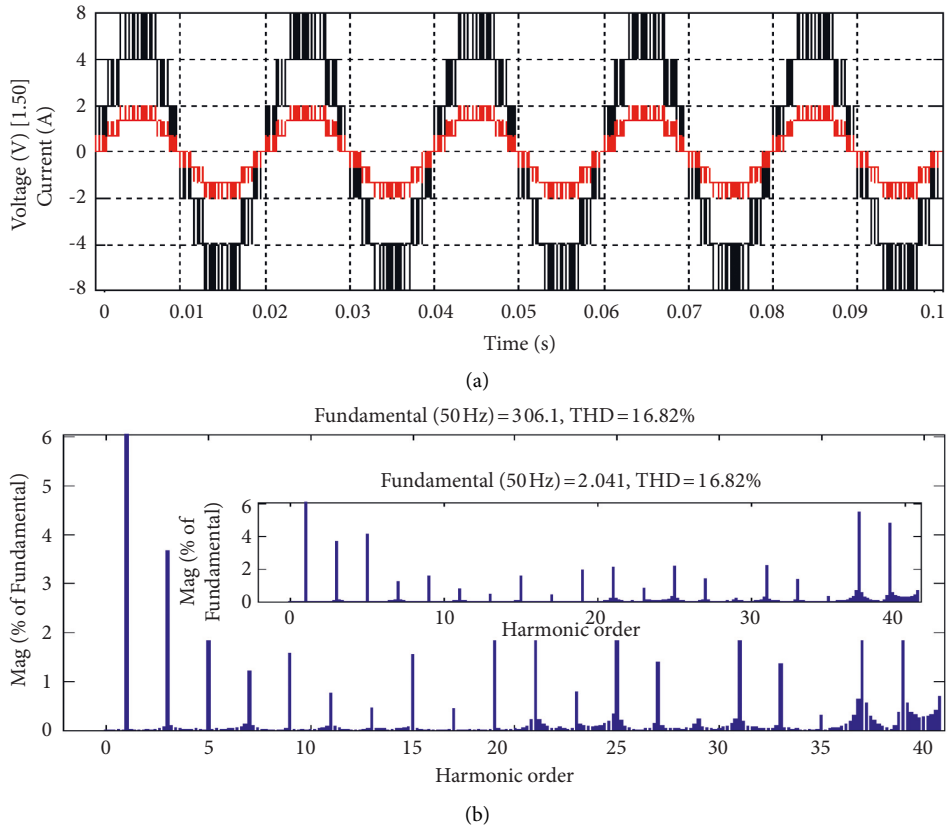 Voltage (V) [1.50]
Current (A)
8
4
2
0
-2
-4
-8
0 0.01 0.02 0.03 0.04 0.05 0.06 0.07 0.08 0.09 0.1
Time (s)
(a)
Fundamental (50 Hz) = 306.1, THD = 16.82%
Mag (% of Fundamental)
6
5
4
3
2
1
0
Fundamental (50 Hz) = 2.041, THD = 16.82%
Mag (% of
Fundamental)
6
4
2
0
0 10 20 30 40
Harmonic order
0 5 10 15 20 25 30 35 40
Harmonic order
(b)